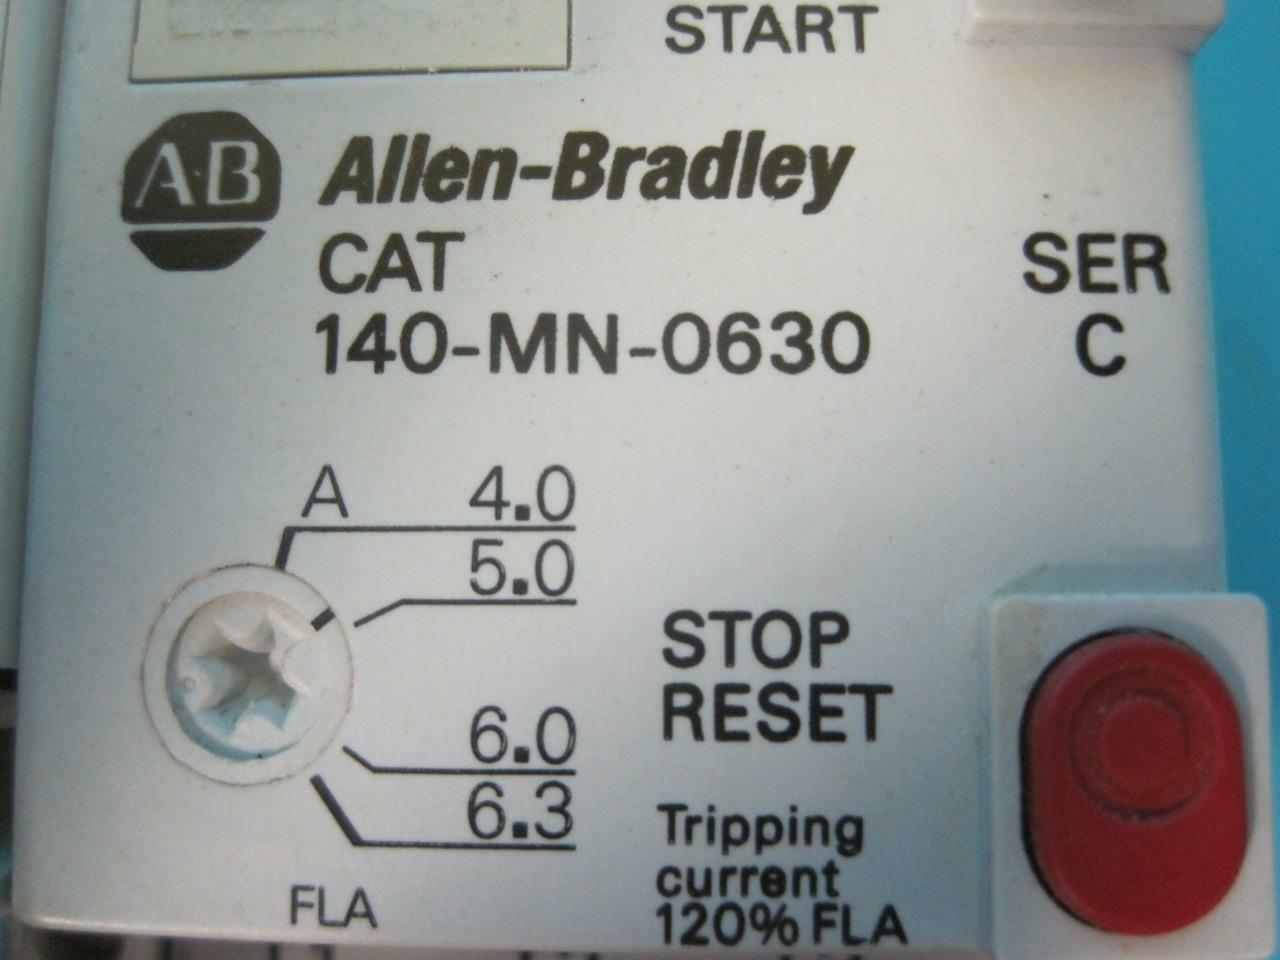 START
AB Allen-Bradley
CAT
140-MN-0630
SER
C
A 4.0
5.0
6.0
6.3
FLA
STOP
RESET
Tripping
current
120% FLA